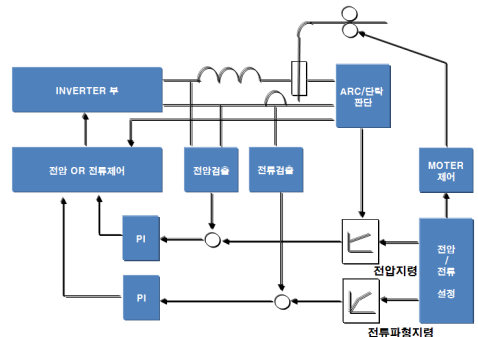 INVERTER 부
ARC/단락
판단
전압 OR 전류제어
전압검출
전류검출
MOTER
제어
PI
전압지령
전압
/
전류
설정
PI
전류파형지령